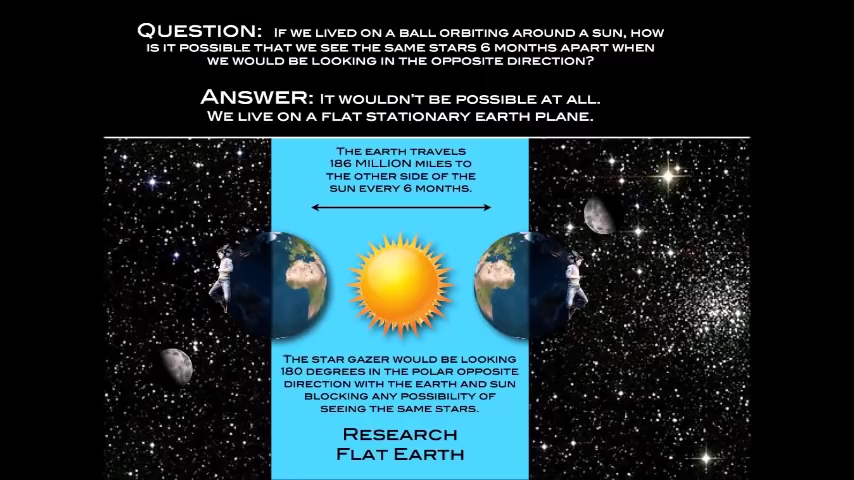 QUESTION: IF WE LIVED ON A BALL ORBITING AROUND A SUN, HOW
IS IT POSSIBLE THAT WE SEE THE SAME STARS 6 MONTHS APART WHEN
WE WOULD BE LOOKING IN THE OPPOSITE DIRECTION?
ANSWER: IT WOULDN'T BE POSSIBLE AT ALL.
WE LIVE ON A FLAT STATIONARY EARTH PLANE.
THE EARTH TRAVELS
186 MILLION MILES TO
THE OTHER SIDE OF THE
SUN EVERY 6 MONTHS.
THE STAR GAZER WOULD BE LOOKING
180 DEGREES IN THE POLAR OPPOSITE
DIRECTION WITH THE EARTH AND SUN
BLOCKING ANY POSSIBILITY OF
SEEING THE SAME STARS.
RESEARCH
FLAT EARTH